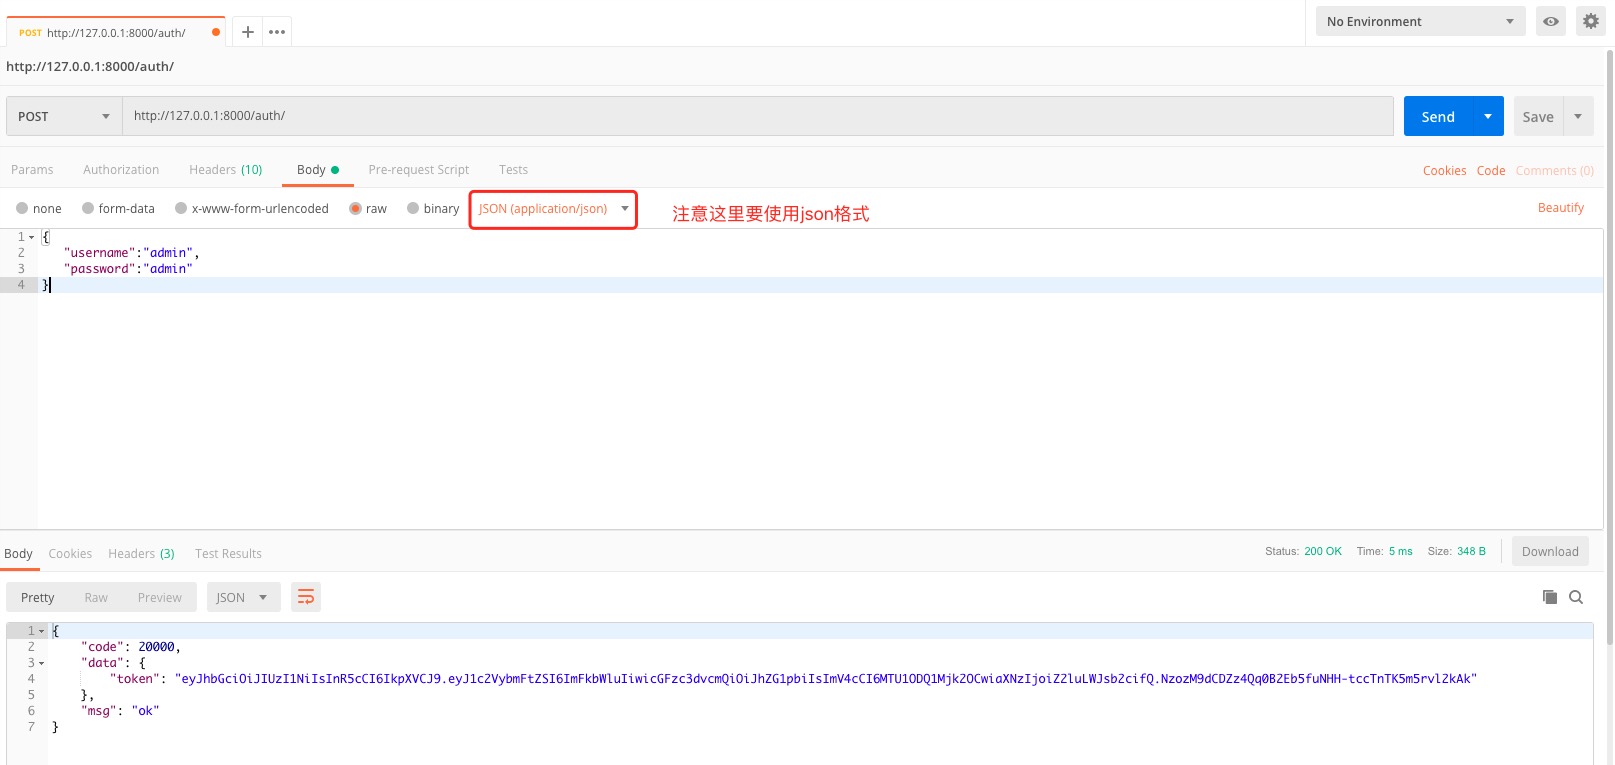 POST http://127.0.0.1:8000/auth/
No Environment
http://127.0.0.1:8000/auth/
POST http://127.0.0.1:8000/auth/ Send Save
Params Authorization Headers (10) Body Pre-request Script Tests Cookies Code Comments (0)
none form-data x-www-form-urlencoded raw binary JSON (application/json) 注意这里要使用json格式 Beautify
1 {
2 "username":"admin",
3 "password":"admin"
4 }
Body Cookies Headers (3) Test Results Status: 200 OK Time: 5 ms Size: 348 B Download
Pretty Raw Preview JSON
1 {
2 "code": 20000,
3 "data": {
4 "token": "eyJhbGciOiJIUzI1NiIsInR5cCI6IkpXVCJ9.eyJ1c2VybmFtZSI6ImFkbWluIiwicGFzc3dvcmQiOiJhZG1pbiIsImV4cCI6MTU1ODQ1Mjk2OCwiaXNzIjoiZ2luLWJsb2cifQ.NzozM9dCDZz4Qq0B2Eb5fuNHH-tccTnTK5m5rvl2kAk"
5 },
6 "msg": "ok"
7 }